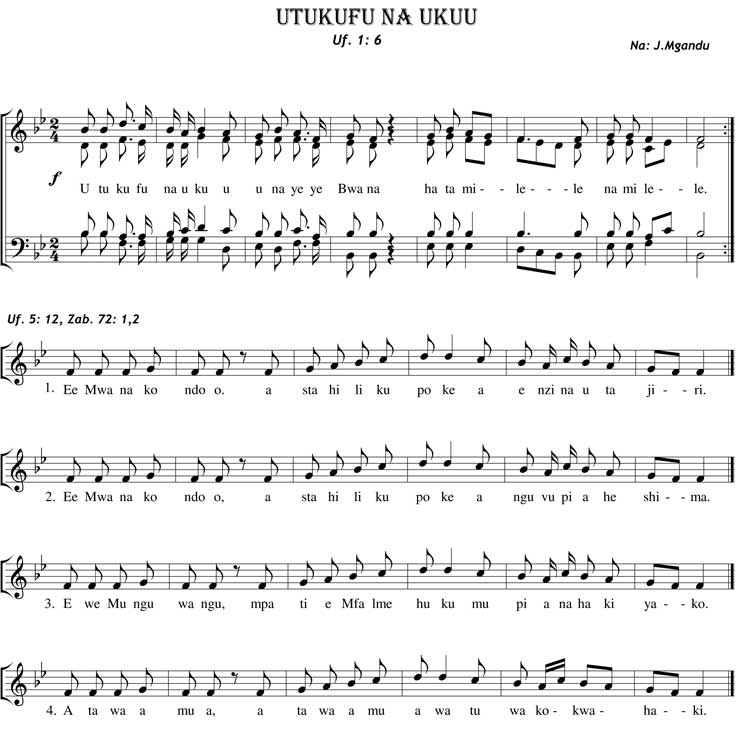 UTUKUFU NA UKUU
Uf. 1: 6
Na: J.Mgandu
f
U tu ku fu na u ku u u na ye ye Bwa na ha ta mi - le - - le na mi le le.
Uf. 5: 12, Zab. 72: 1,2
1. Ee Mwa na ko ndo o. a sta hi li ku po ke a e nzi na u ta ji - - ri.
2. Ee Mwa na ko ndo o, a sta hi li ku po ke a ngu vu pi a he shi - - ma.
3. E we Mu ngu wa ngu, mpa ti e Mfa lme hu ku mu pi a na ha ki ya - - ko.
4. A ta wa a mu a, a ta wa a mu a wa tu wa ko - kwa - ha - - ki.